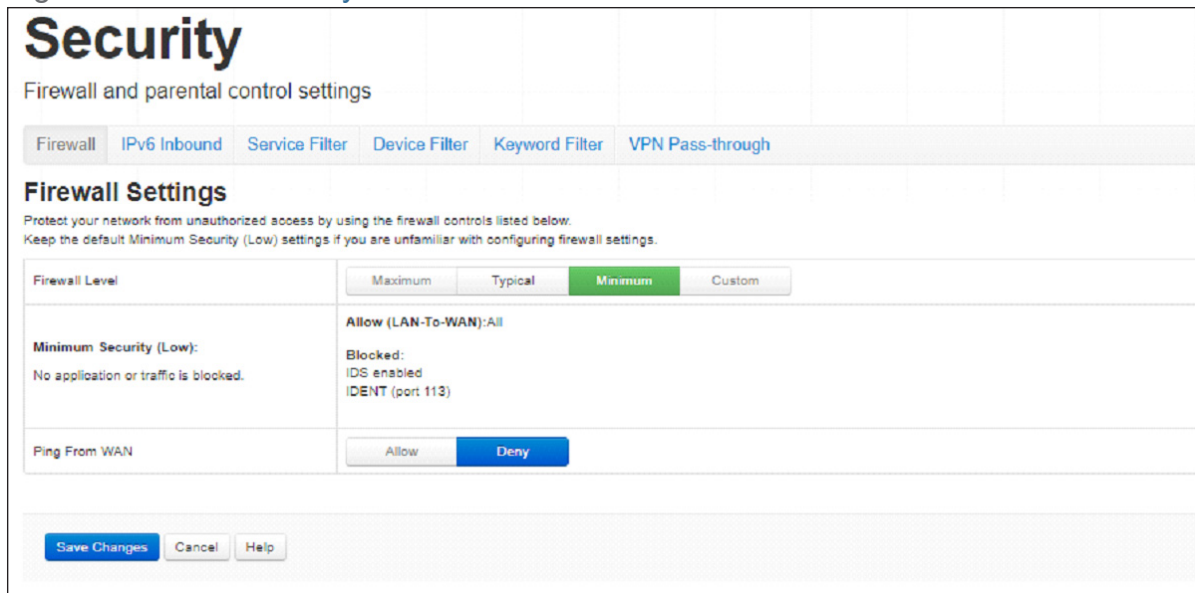 Security
Firewall and parental control settings
Firewall IPv6 Inbound Service Filter Device Filter Keyword Filter VPN Pass-through
Firewall Settings
Protect your network from unauthorized access by using the firewall controls listed below.
Keep the default Minimum Security (Low) settings if you are unfamiliar with configuring firewall settings.
Firewall Level Maximum Typical Minimum Custom
Minimum Security (Low):
No application or traffic is blocked.
Allow (LAN-To-WAN):All
Blocked:
IDS enabled
IDENT (port 113)
Ping From WAN Allow Deny
Save Changes Cancel Help